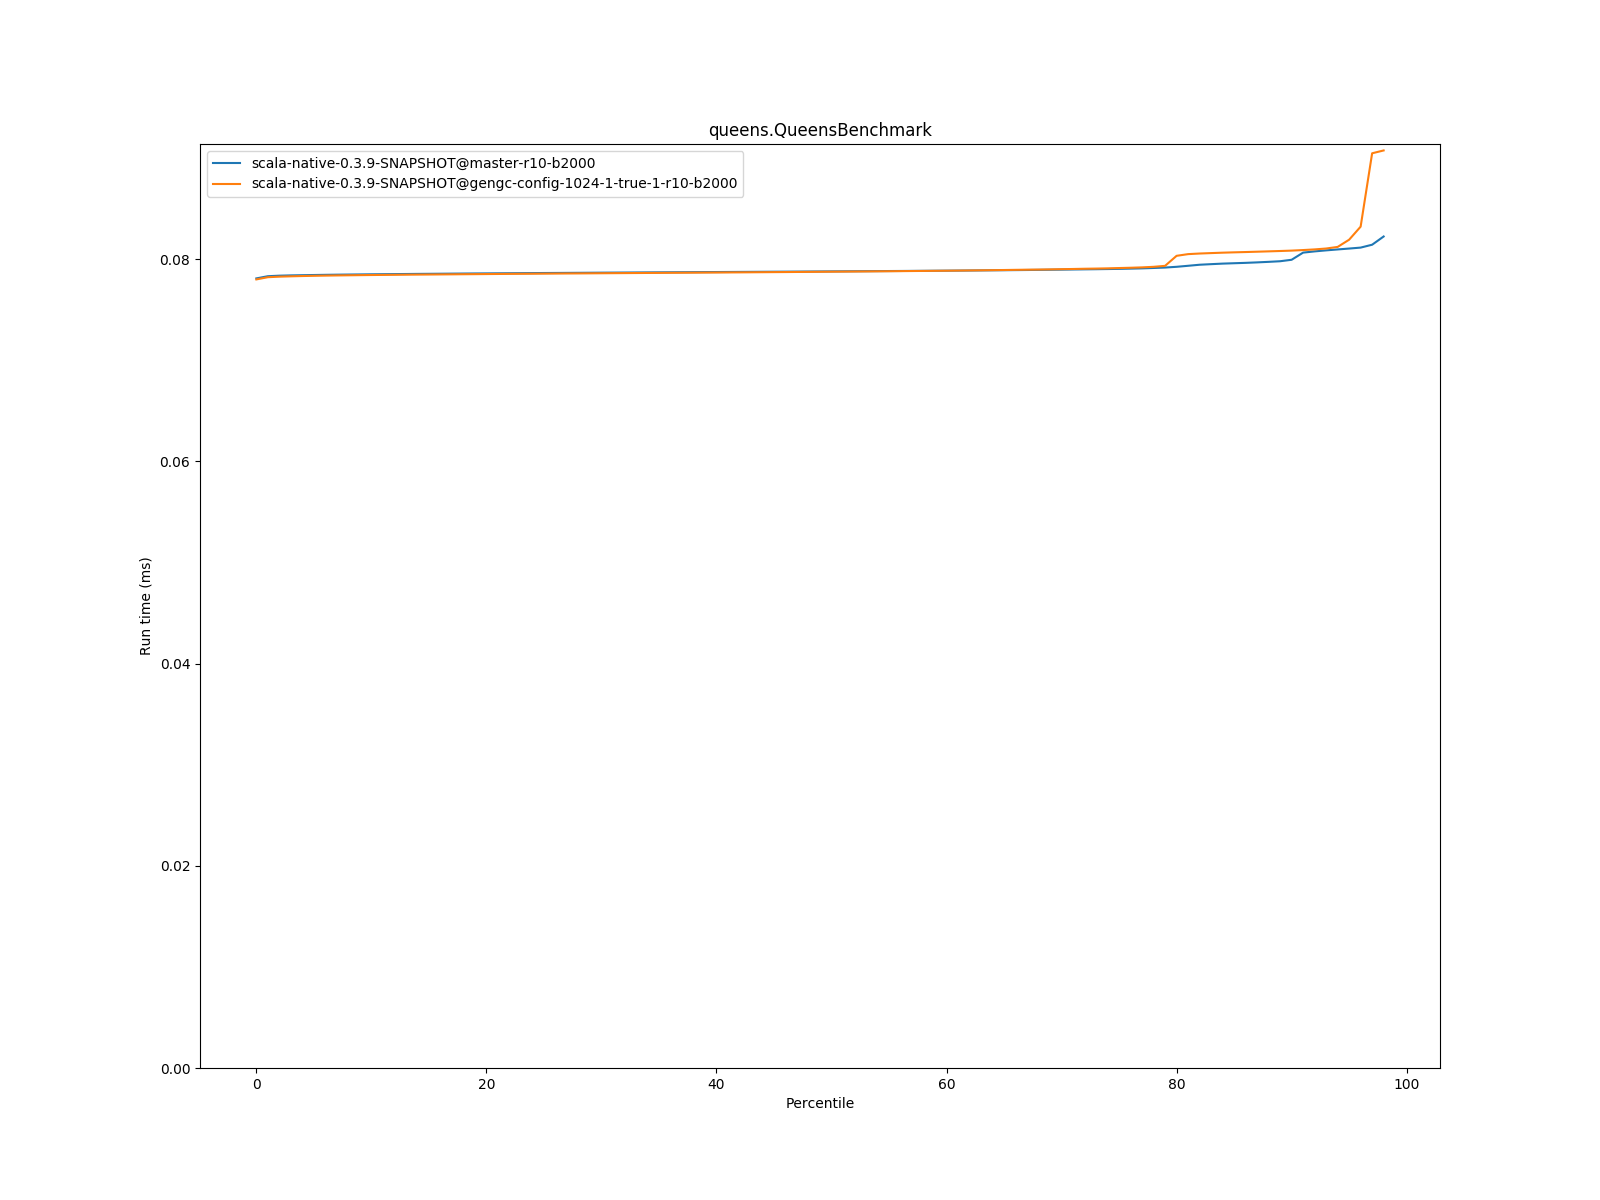 queens.QueensBenchmark
scala-native-0.3.9-SNAPSHOT@master-r10-b2000
scala-native-0.3.9-SNAPSHOT@gengc-config-1024-1-true-1-r10-b2000
0.08
0.06
0.04
0.02
0.00
Run time (ms)
0 20 40 60 80 100
Percentile